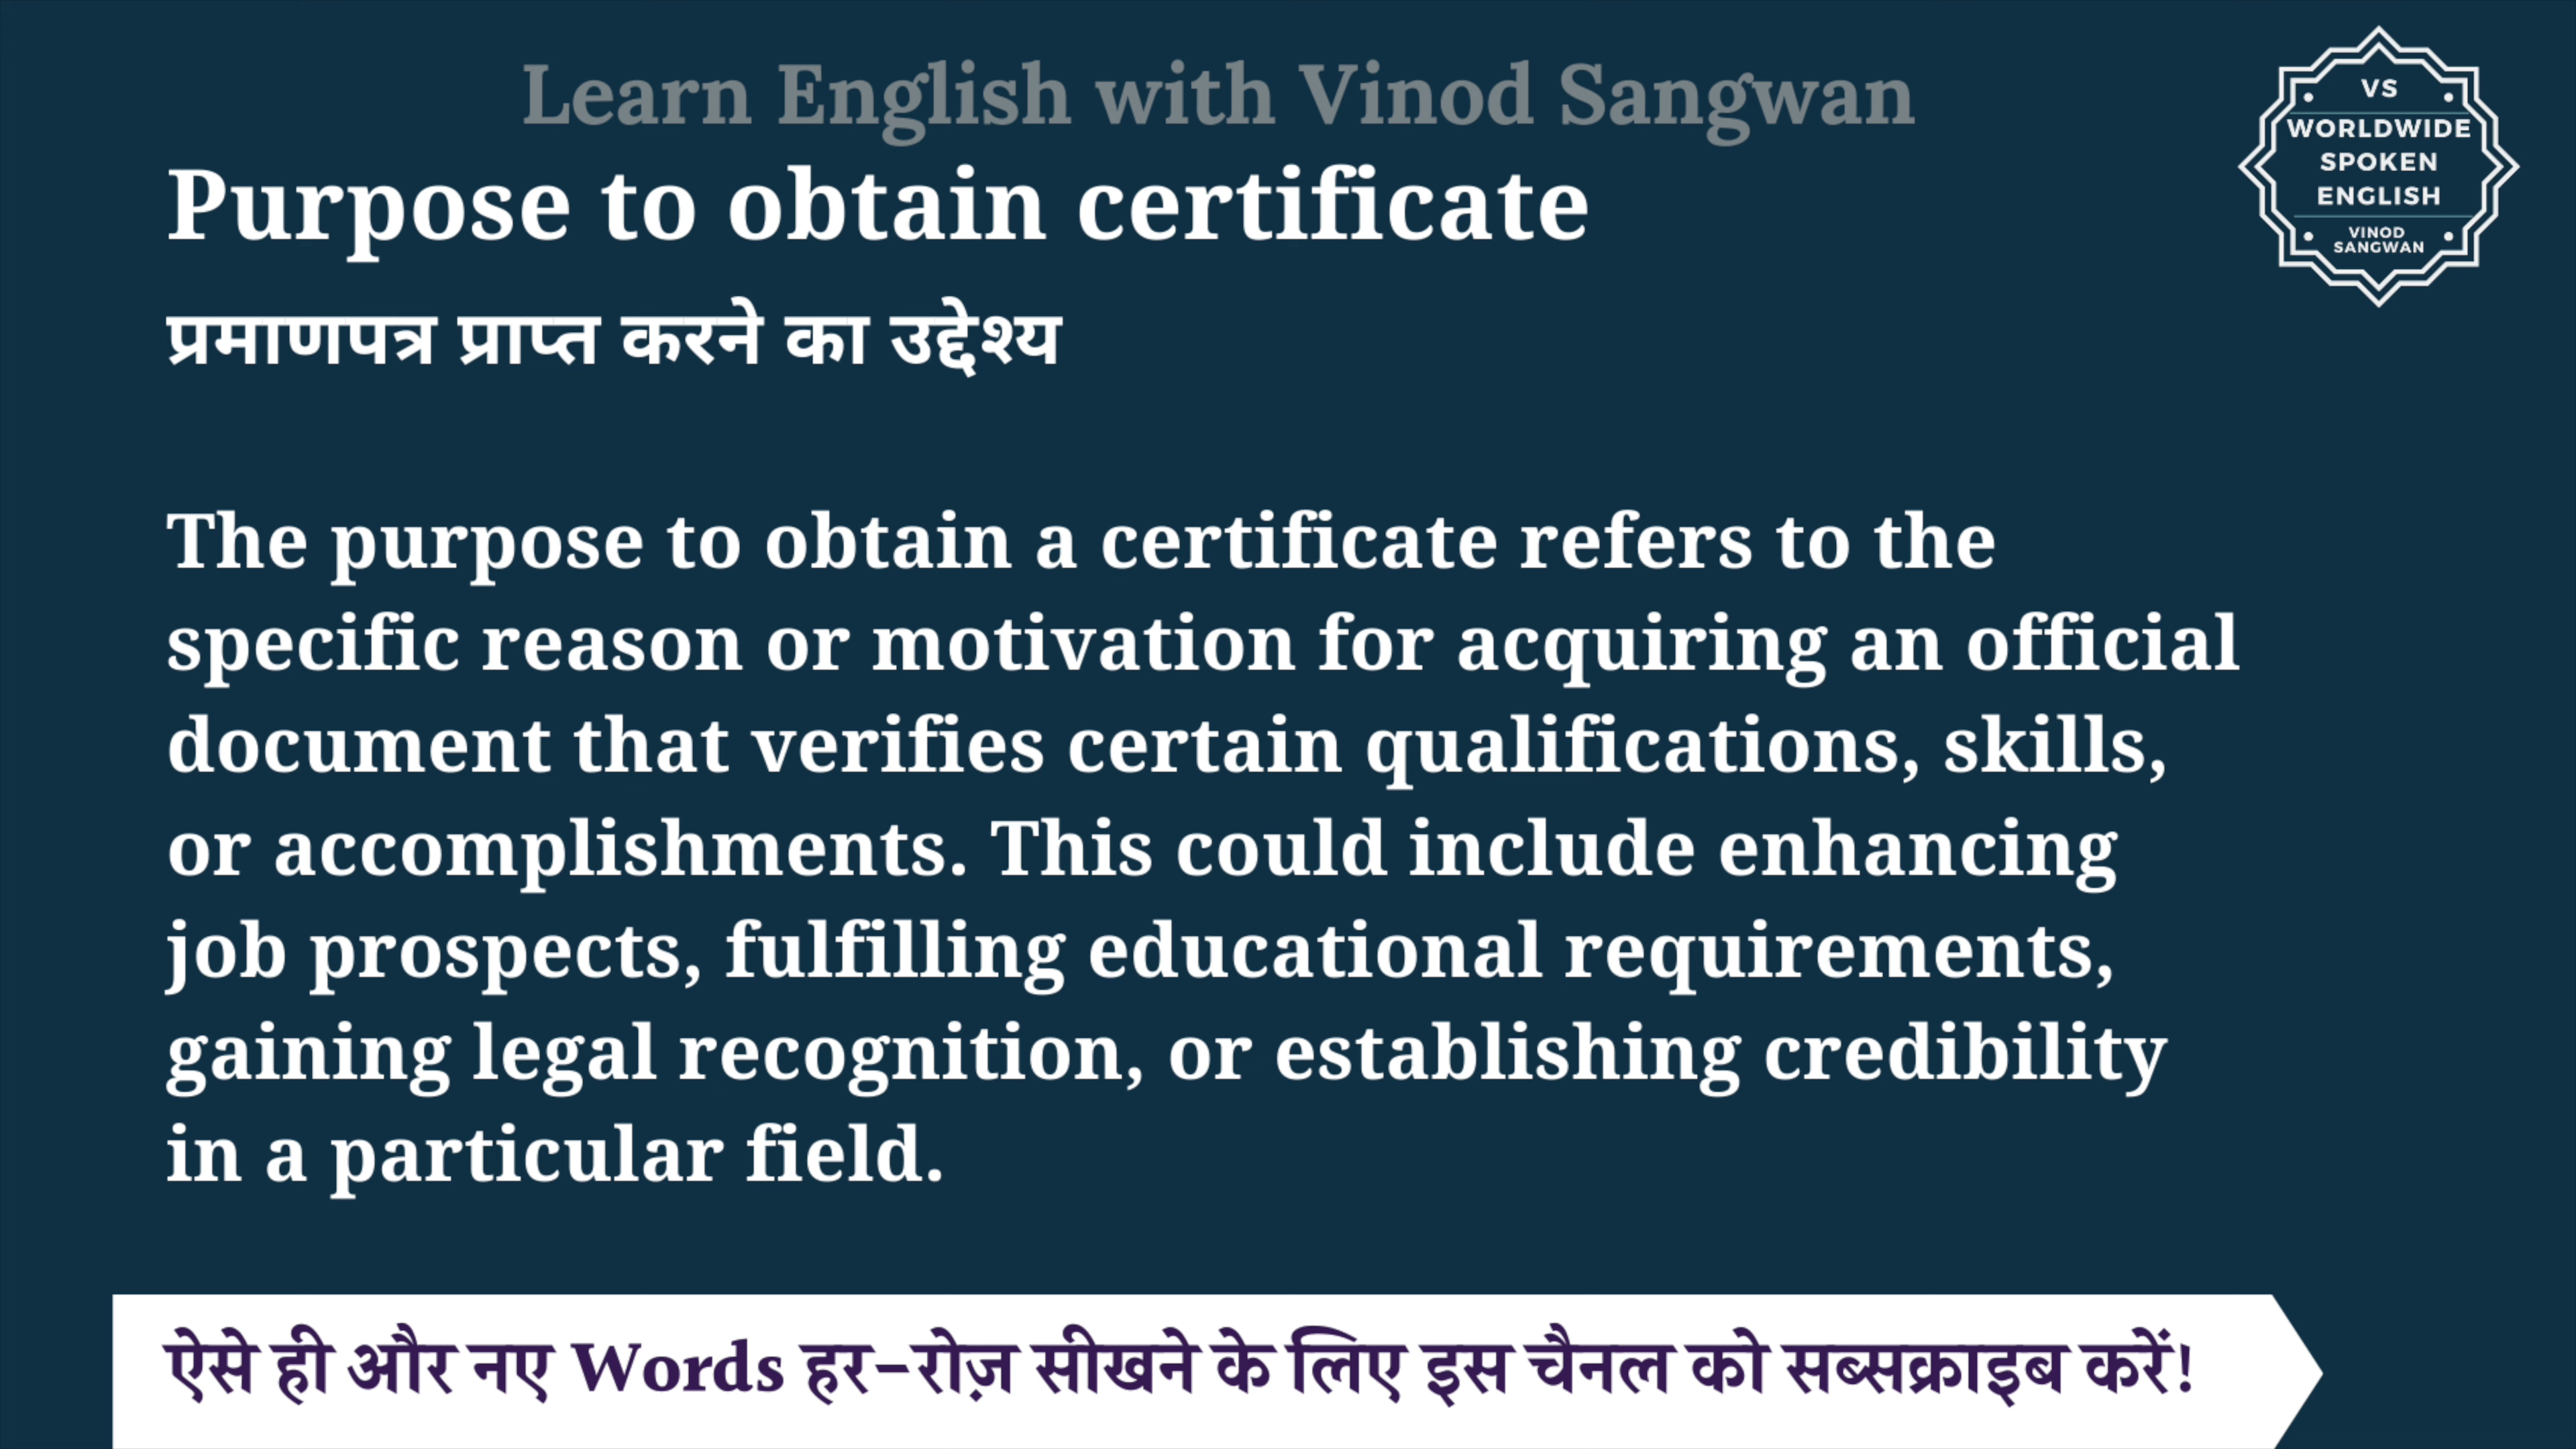 Learn English with Vinod Sangwan
VS
WORLDWIDE
SPOKEN
ENGLISH
VINOD
SANGWAN
Purpose to obtain certificate
प्रमाणपत्र प्राप्त करने का उद्देश्य
The purpose to obtain a certificate refers to the
specific reason or motivation for acquiring an official
document that verifies certain qualifications, skills,
or accomplishments. This could include enhancing
job prospects, fulfilling educational requirements,
gaining legal recognition, or establishing credibility
in a particular field.
ऐसे ही और नए Words हर-रोज़ सीखने के लिए इस चैनल को सब्सक्राइब करें!